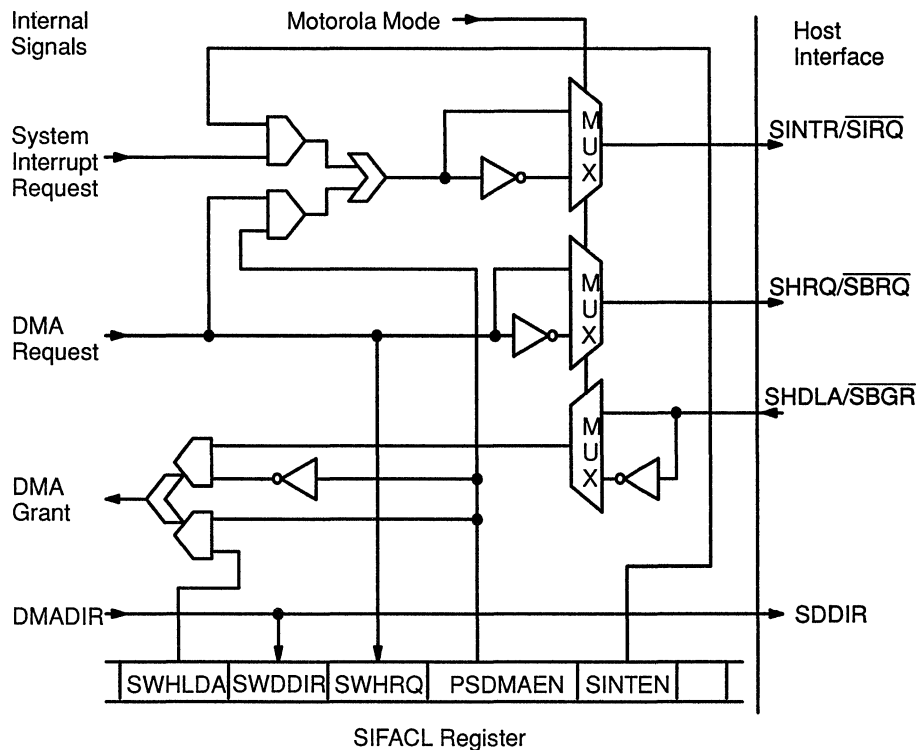 Internal
Signals
Motorola Mode
Host
Interface
System
Interrupt
Request
M
U
X
SINTR/SIRQ
M
U
X
SHRQ/SBRQ
DMA
Request
SHDLA/SBGR
M
U
X
DMA
Grant
DMADIR
SDDIR
SWHLDA SWDDIR SWHRQ PSDMAEN SINTEN
SIFACL Register